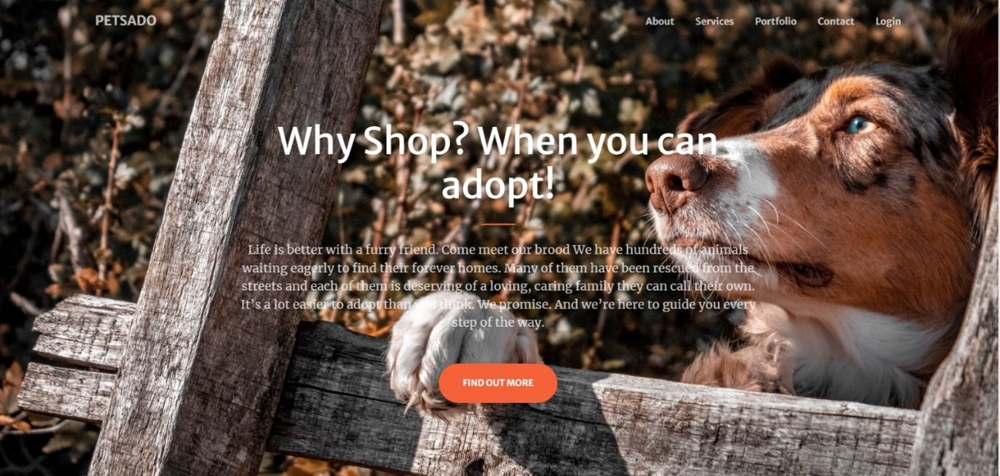 PETSADO
About Services Portfolio Contact Login
Why Shop? When you can
adopt!
Life is better with a furry friend. Come meet our brood We have hundreds of animals
waiting eagerly to find their forever homes. Many of them have been rescued from the
streets and each of them is deserving of a loving, caring family they can call their own.
It’s a lot easier to adopt than you think. We promise. And we’re here to guide you every
step of the way.
FIND OUT MORE